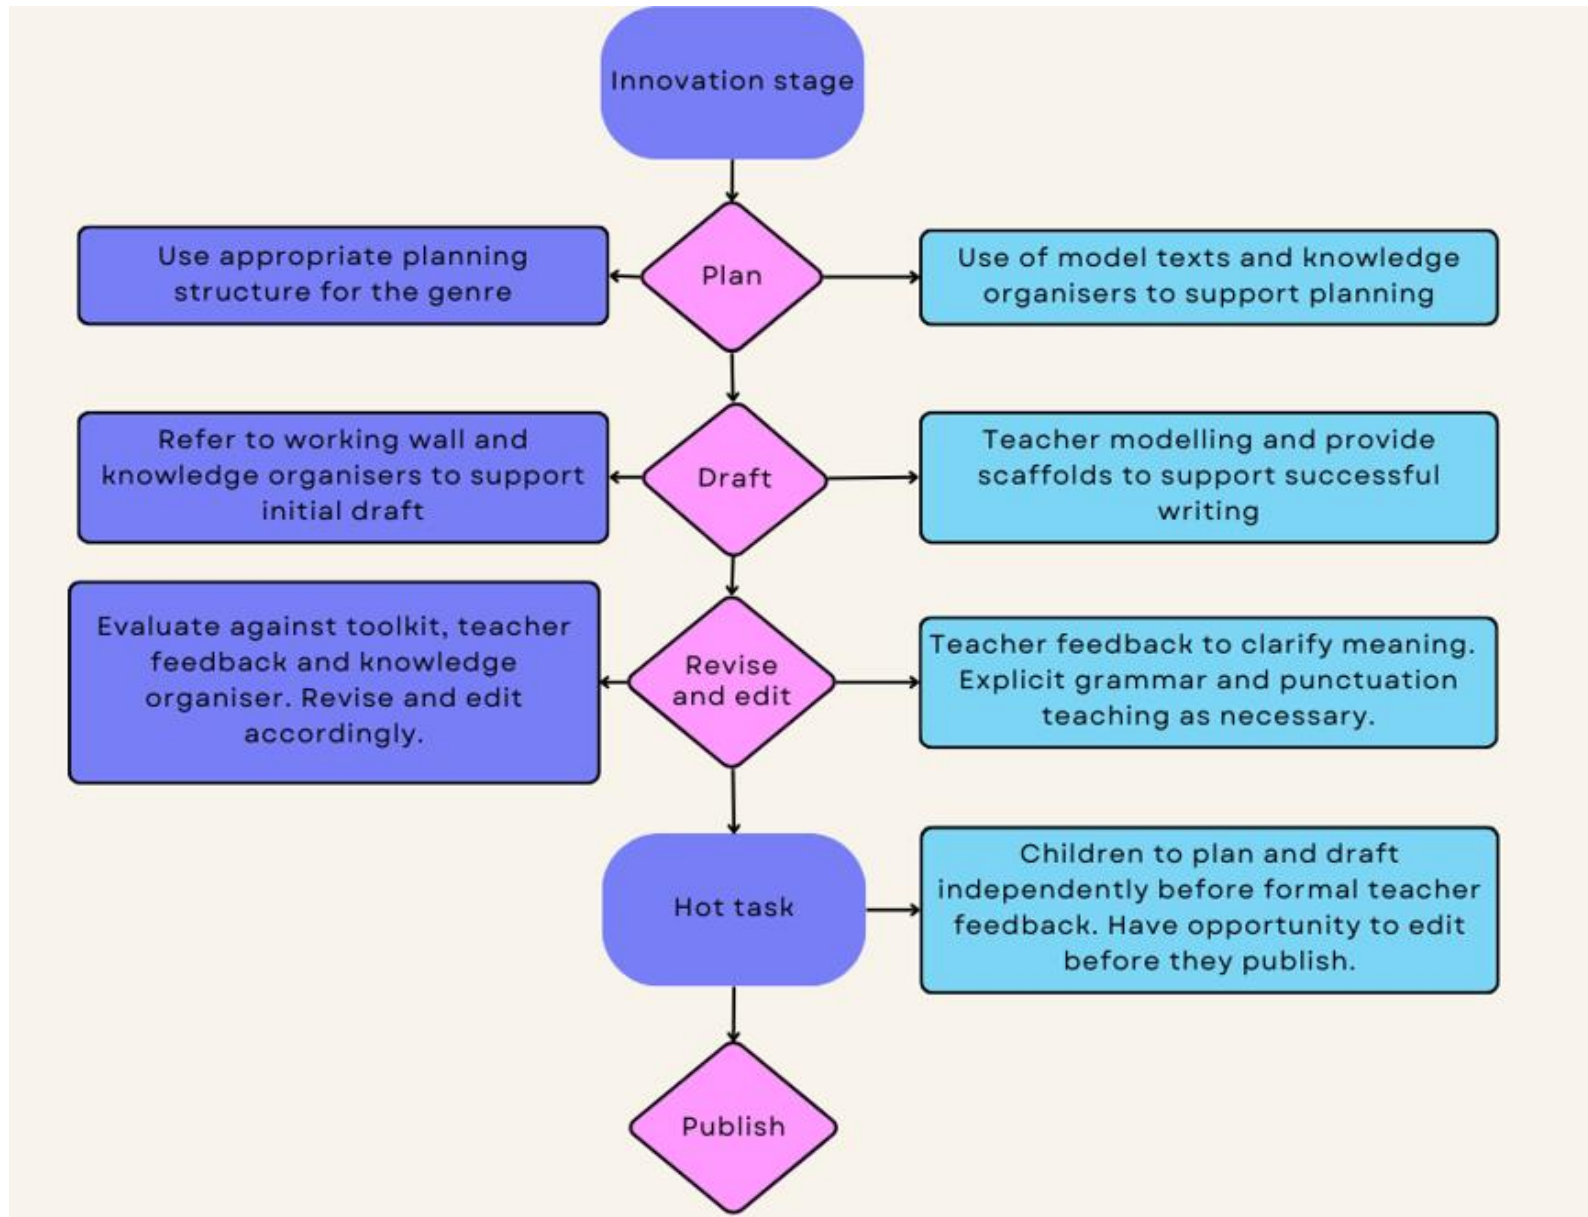 Innovation stage
Use appropriate planning
structure for the genre
Plan
Use of model texts and knowledge
organisers to support planning
Refer to working wall and
knowledge organisers to support
initial draft
Draft
Teacher modelling and provide
scaffolds to support successful
writing
Evaluate against toolkit, teacher
feedback and knowledge
organiser. Revise and edit
accordingly.
Revise
and edit
Teacher feedback to clarify meaning.
Explicit grammar and punctuation
teaching as necessary.
Hot task
Children to plan and draft
independently before formal teacher
feedback. Have opportunity to edit
before they publish.
Publish